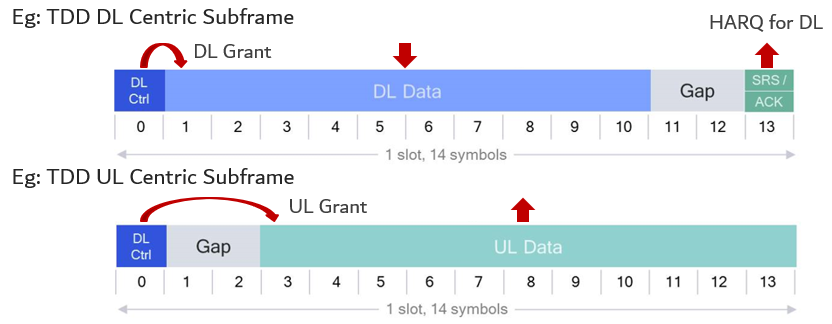 Eg: TDD DL Centric Subframe
HARQ for DL
DL Grant
DL
Ctrl
DL Data
Gap
SRS /
ACK
0 1 2 3 4 5 6 7 8 9 10 11 12 13
1 slot, 14 symbols
Eg: TDD UL Centric Subframe
UL Grant
DL
Ctrl
Gap
UL Data
0 1 2 3 4 5 6 7 8 9 10 11 12 13
1 slot, 14 symbols